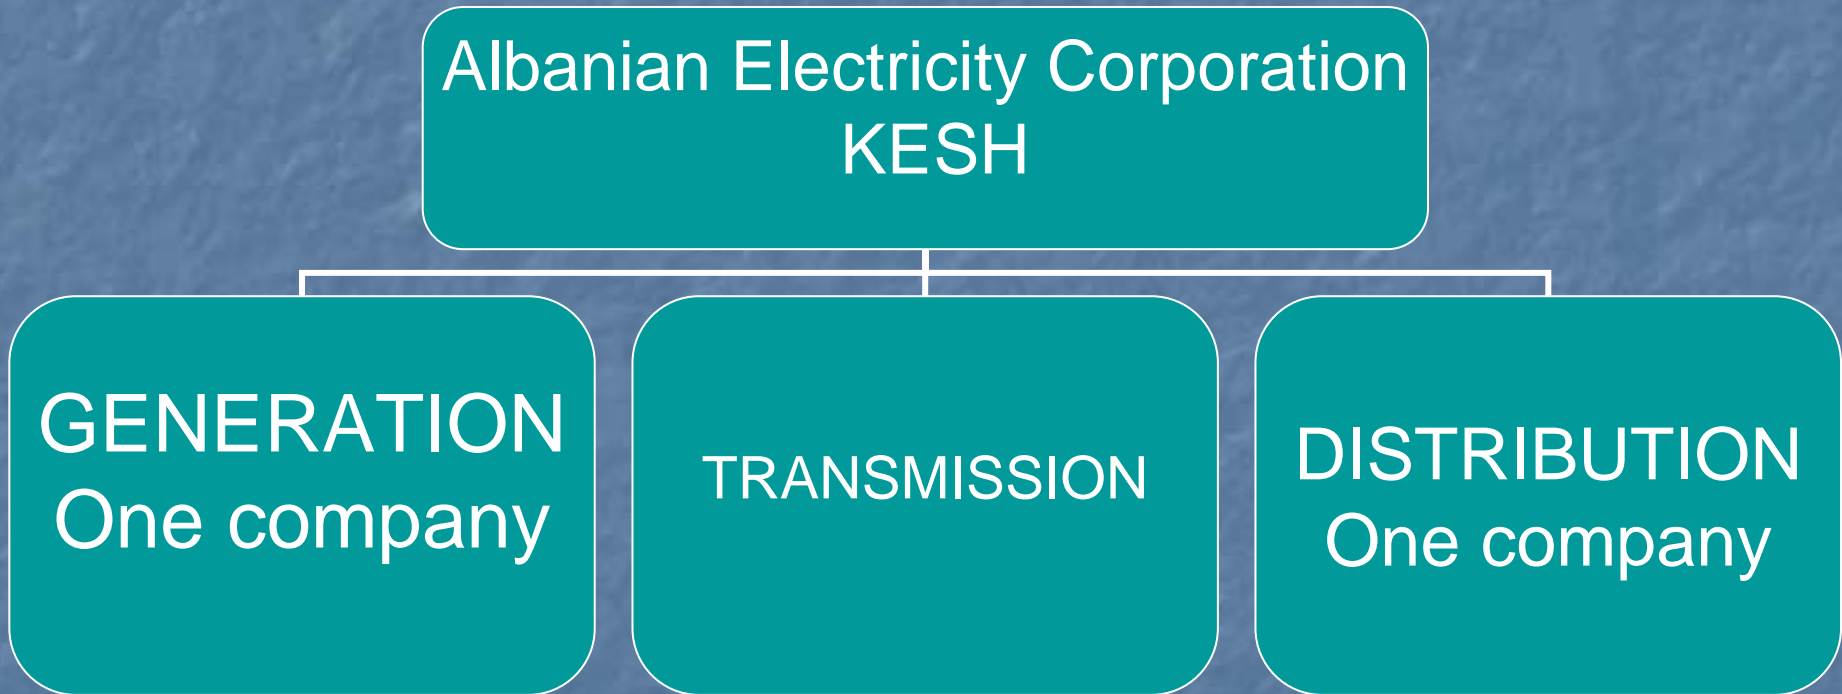 Albanian Electricity Corporation
KESH
GENERATION
One company
TRANSMISSION
DISTRIBUTION
One company